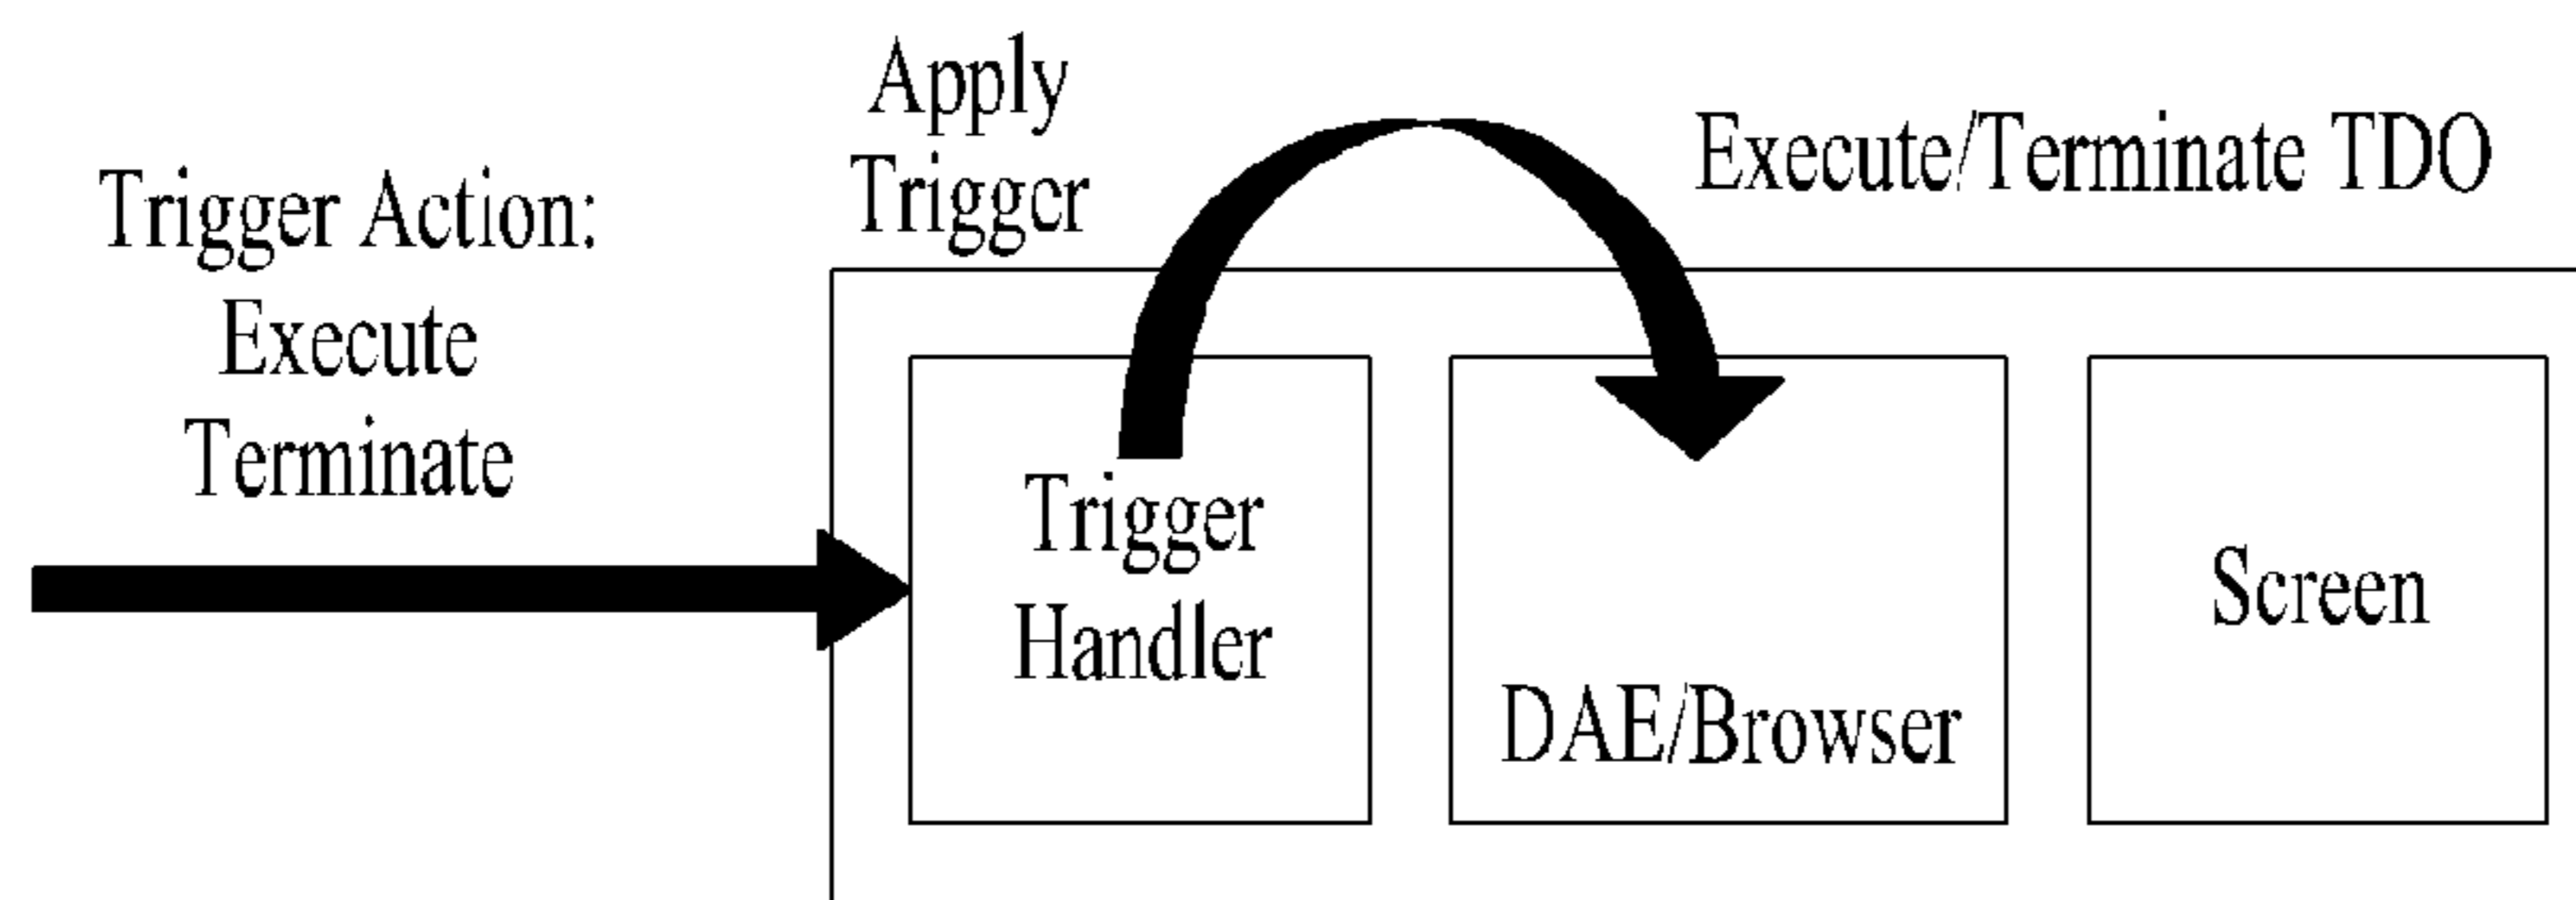 Apply
Trigger
Execute/Terminate TDO
Trigger Action:
Execute
Terminate
Trigger
Handler
DAE/Browser
Screen